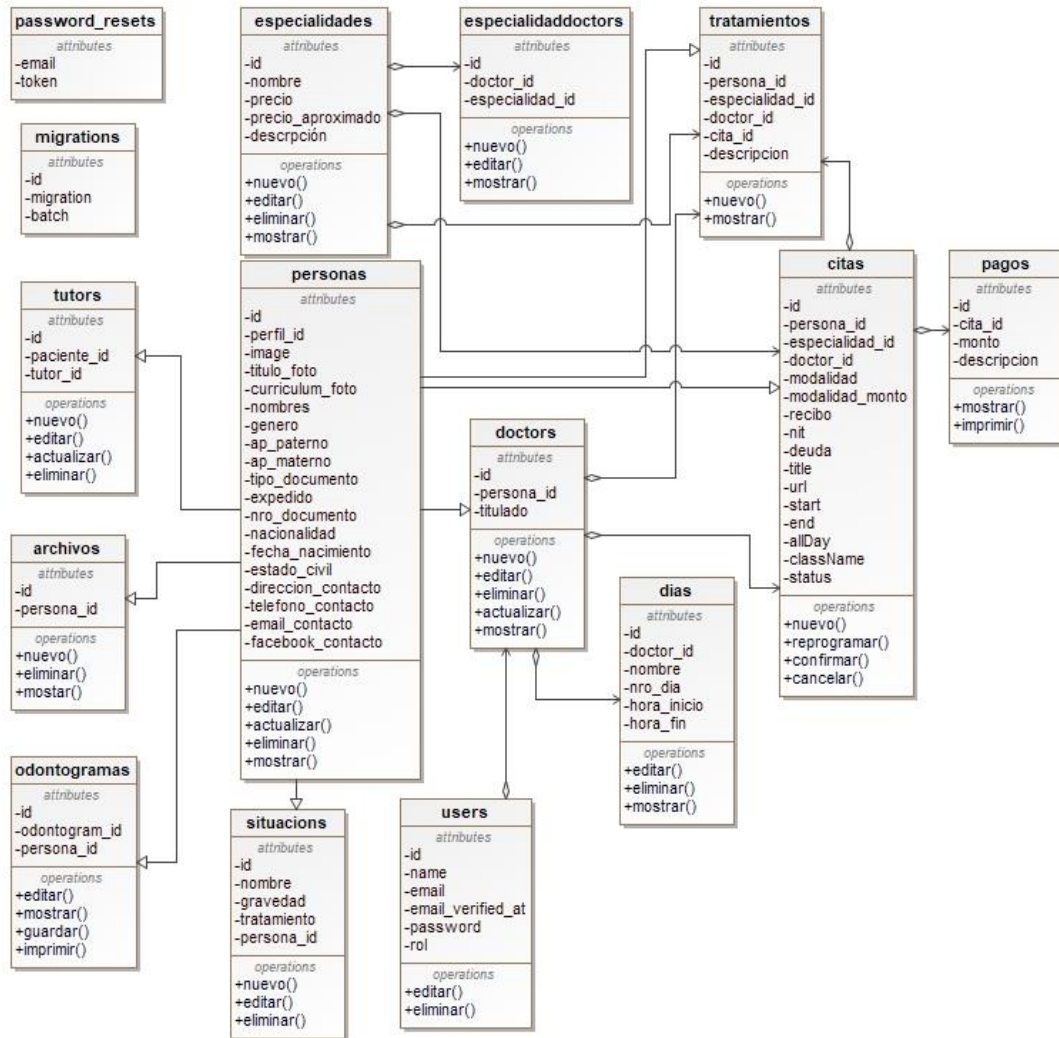 password_resets
attributes
-email
-token
migrations
attributes
-id
-migration
-batch
especialidades
attributes
-id
-nombre
-precio
-precio_aproximado
-descrpción
operations
+nuevo()
+editar()
+eliminar()
+mostrar()
especialidaddoctors
attributes
-id
-doctor_id
-especialidad_id
operations
+nuevo()
+editar()
+mostrar()
tratamientos
attributes
-id
-persona_id
-especialidad_id
-doctor_id
-cita_id
-descripcion
operations
+nuevo()
+mostrar()
tutors
attributes
-id
-paciente_id
-tutor_id
operations
+nuevo()
+editar()
+actualizar()
+eliminar()
personas
attributes
-id
-perfil_id
-image
-titulo_foto
-curriculum_foto
-nombres
-genero
-ap_paterno
-ap_materno
-tipo_documento
-expedido
-nro_documento
-nacionalidad
-fecha_nacimiento
-estado_civil
-direccion_contacto
-telefono_contacto
-email_contacto
-facebook_contacto
operations
+nuevo()
+editar()
+actualizar()
+eliminar()
+mostrar()
citas
attributes
-id
-persona_id
-especialidad_id
-doctor_id
-modalidad
-modalidad_monto
-recibo
-nit
-deuda
-title
-url
-start
-end
-allDay
-className
-status
operations
+nuevo()
+reprogramar()
+confirmar()
+cancelar()
pagos
attributes
-id
-cita_id
-monto
-descripcion
operations
+mostrar()
+imprimir()
doctors
attributes
-id
-persona_id
-titulado
operations
+nuevo()
+editar()
+eliminar()
+actualizar()
+mostrar()
archivos
attributes
-id
-persona_id
operations
+nuevo()
+eliminar()
+mostar()
dias
attributes
-id
-doctor_id
-nombre
-nro_dia
-hora_inicio
-hora_fin
operations
+editar()
+eliminar()
+mostrar()
odontogramas
attributes
-id
-odontogram_id
-persona_id
operations
+editar()
+mostrar()
+guardar()
+imprimir()
situacions
attributes
-id
-nombre
-gravedad
-tratamiento
-persona_id
operations
+nuevo()
+editar()
+eliminar()
users
attributes
-id
-name
-email
-email_verified_at
-password
-rol
operations
+editar()
+eliminar()